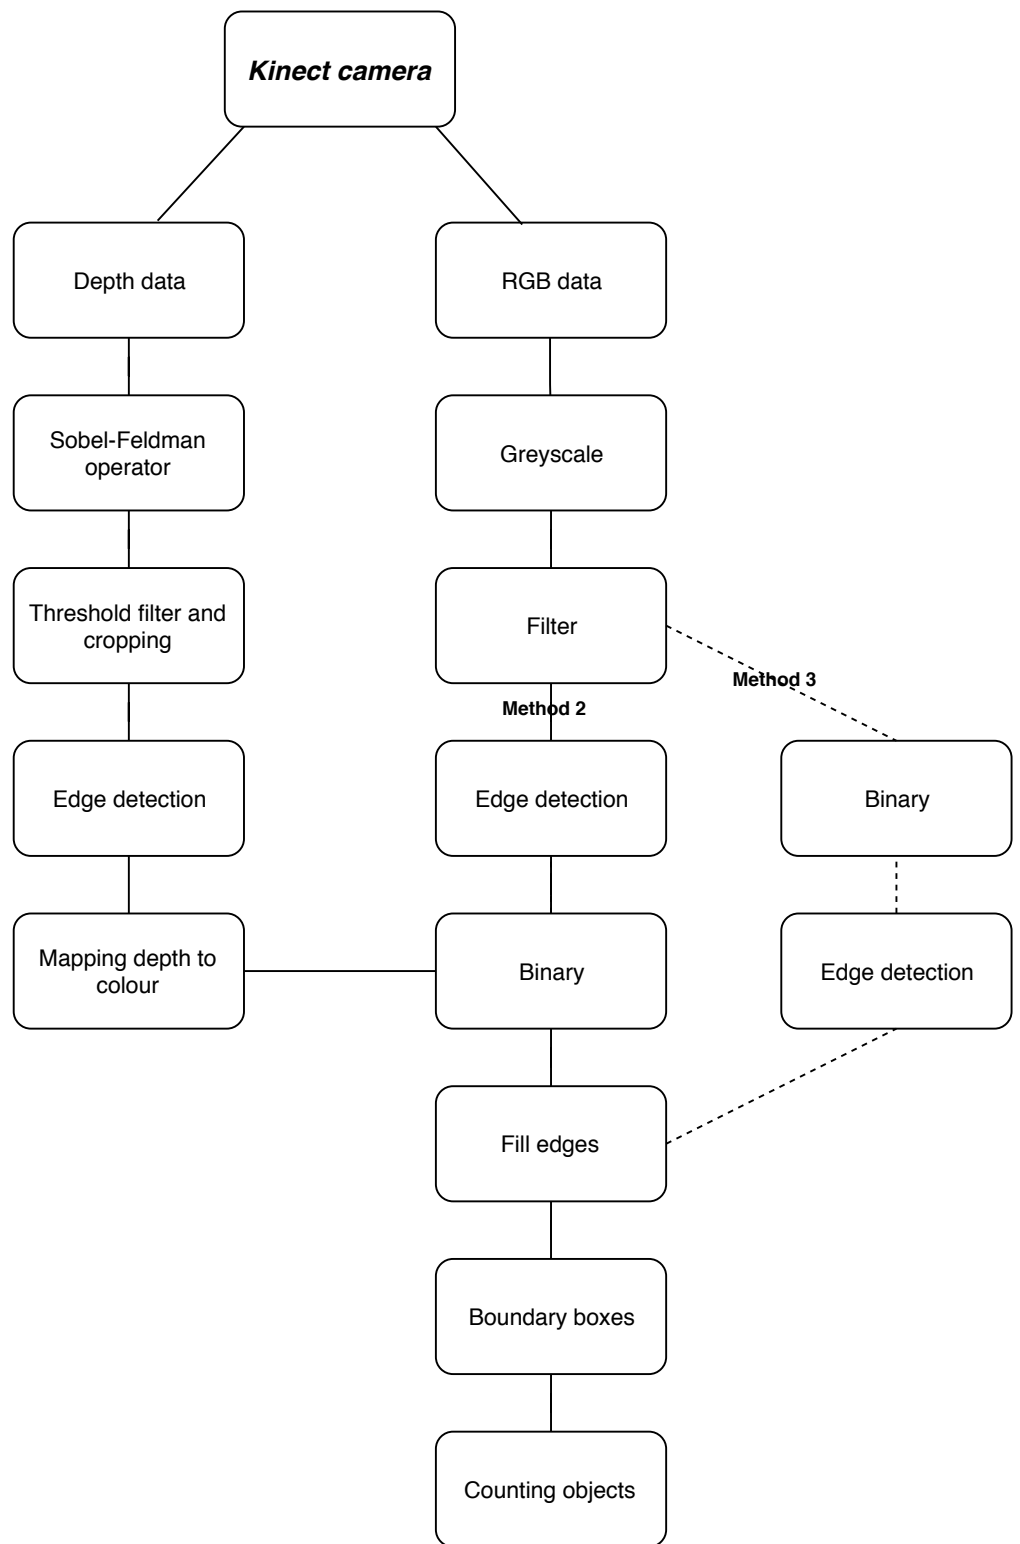 Kinect camera
Depth data
RGB data
Sobel-Feldman
operator
Greyscale
Threshold filter and
cropping
Filter
Method 3
Method 2
Edge detection
Edge detection
Binary
Mapping depth to
colour
Binary
Edge detection
Fill edges
Boundary boxes
Counting objects